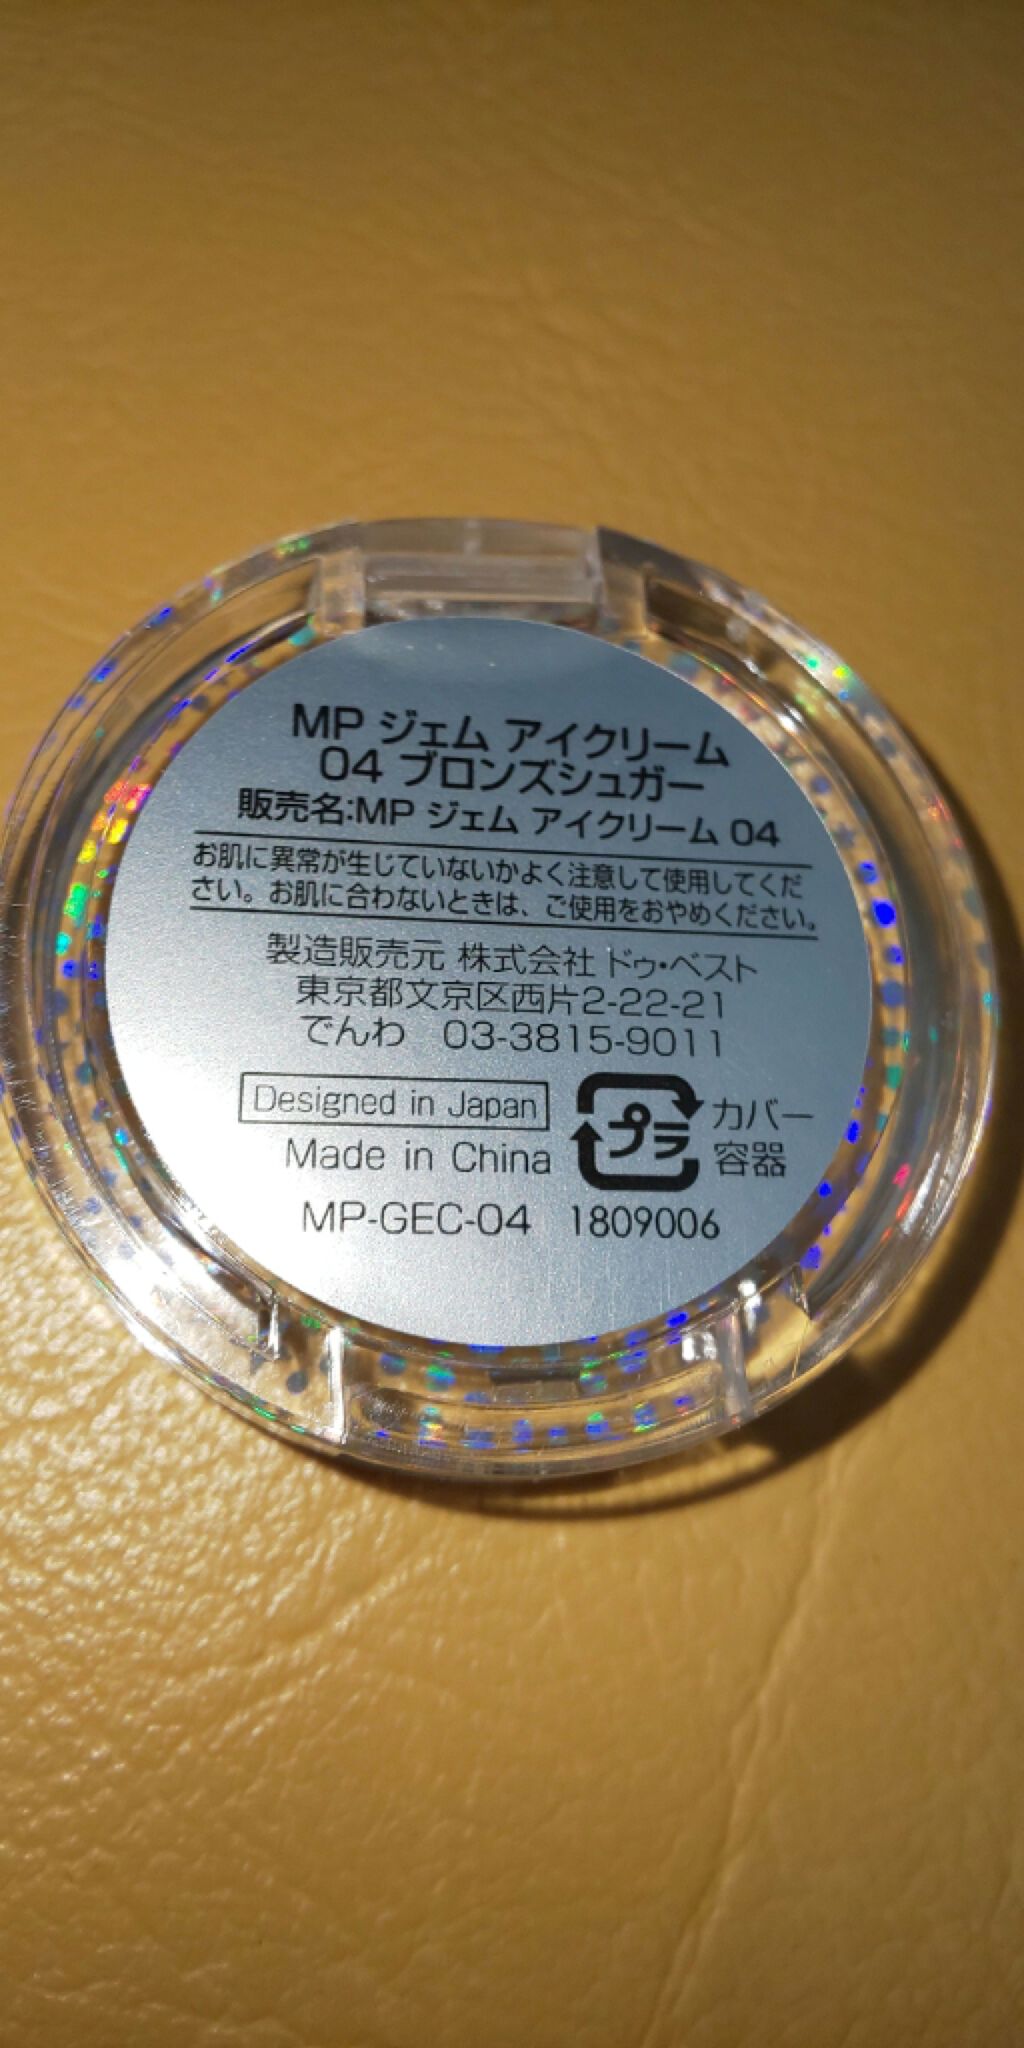 MP ジェム アイクリーム
04 ブロンズシュガー
販売名:MP ジェム アイクリーム 04
お肌に異常が生じていないかよく注意して使用してくだ
さい。お肌に合わないときは、ご使用をおやめください。
製造販売元 株式会社 ドゥ・ベスト
東京都文京区西片2-22-21
でんわ 03-3815-9011
Designed in Japan
Made in China
プラ
カバー
容器
MP-GEC-04 1809006